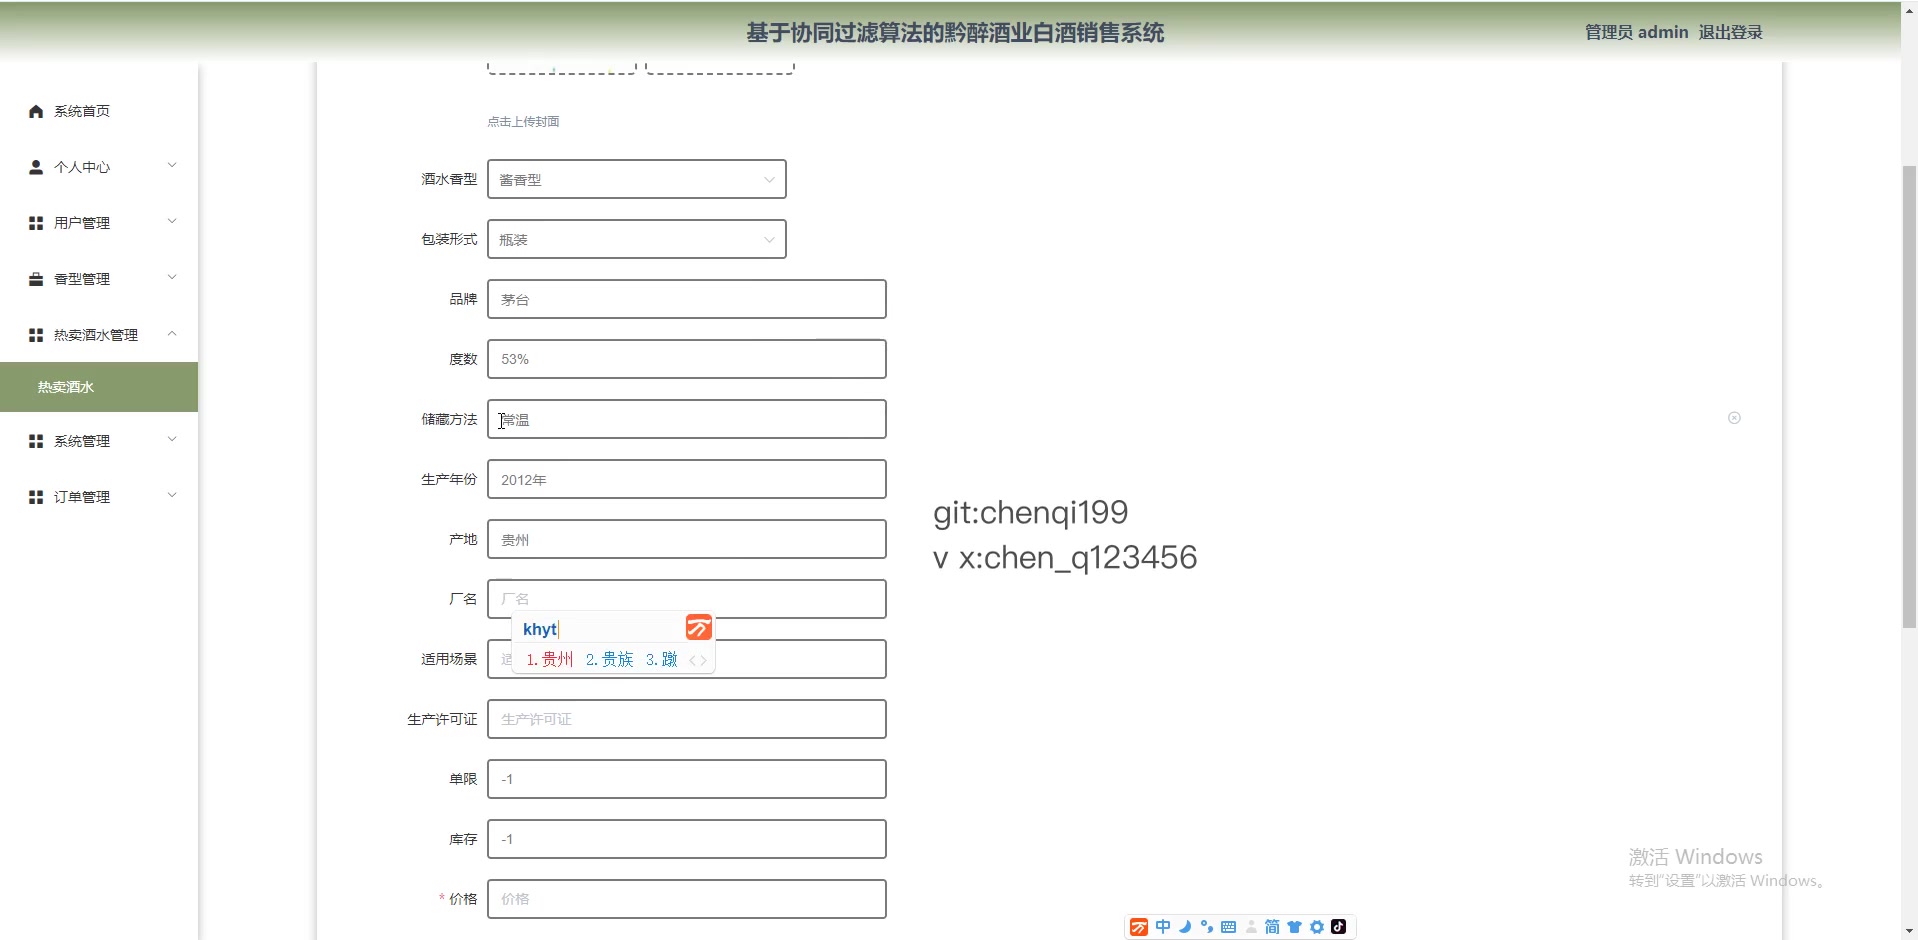 基于协同过滤算法的黔醉酒业白酒销售系统
管理员 admin 退出登录
系统首页
个人中心
用户管理
香型管理
热卖酒水管理
热卖酒水
系统管理
订单管理
点击上传封面
酒水香型 酱香型
包装形式 瓶装
品牌 茅台
度数 53%
储藏方法 常温
生产年份 2012年
产地 贵州
厂名 厂名
khyt
1.贵州 2.贵族 3.蹾
适用场景 适
生产许可证 生产许可证
单限 -1
库存 -1
* 价格 价格
git:chenqi199
v x:chen_q123456
激活 Windows
转到"设置"以激活 Windows。
中 简